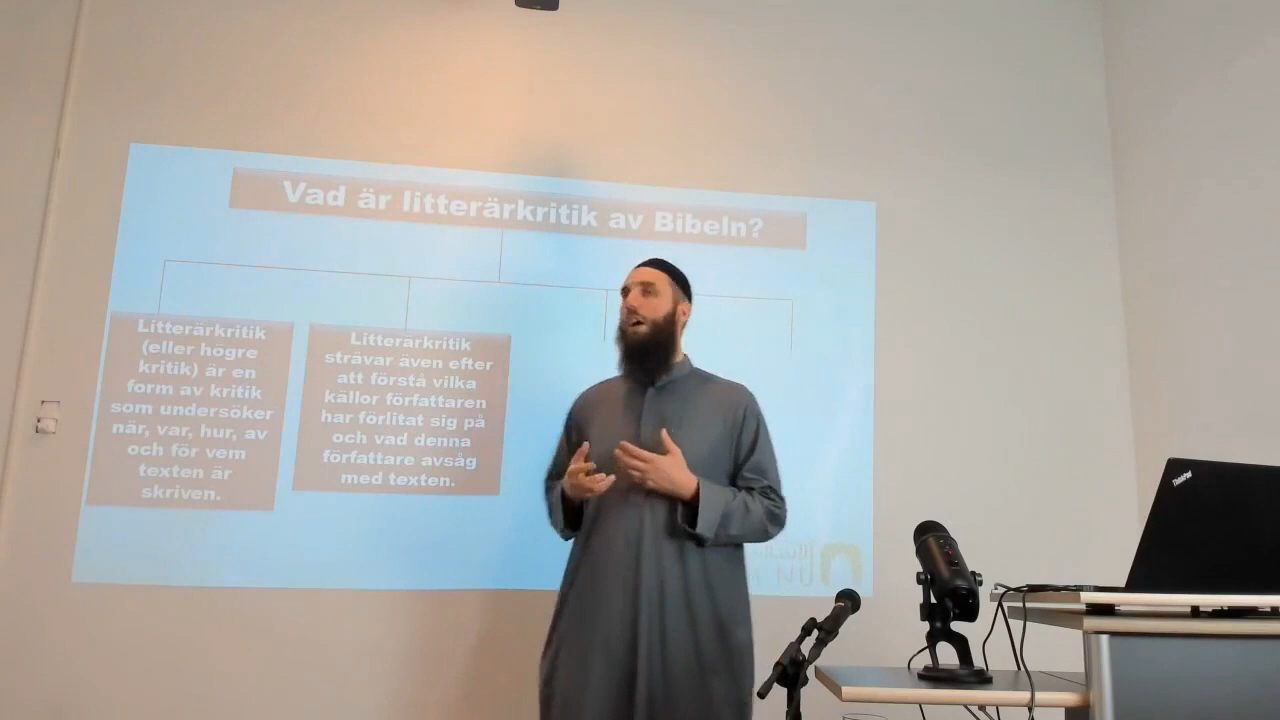 Vad är litterärkritik av Bibeln?
Litterärkritik
(eller högre
kritik) är en
form av kritik
som undersöker
när, var, hur, av
och för vem
texten är
skriven.
Litterärkritik
strävar även efter
att förstå vilka
källor författaren
har förlitat sig på
och vad denna
författare avsåg
med texten.
ThinkPad